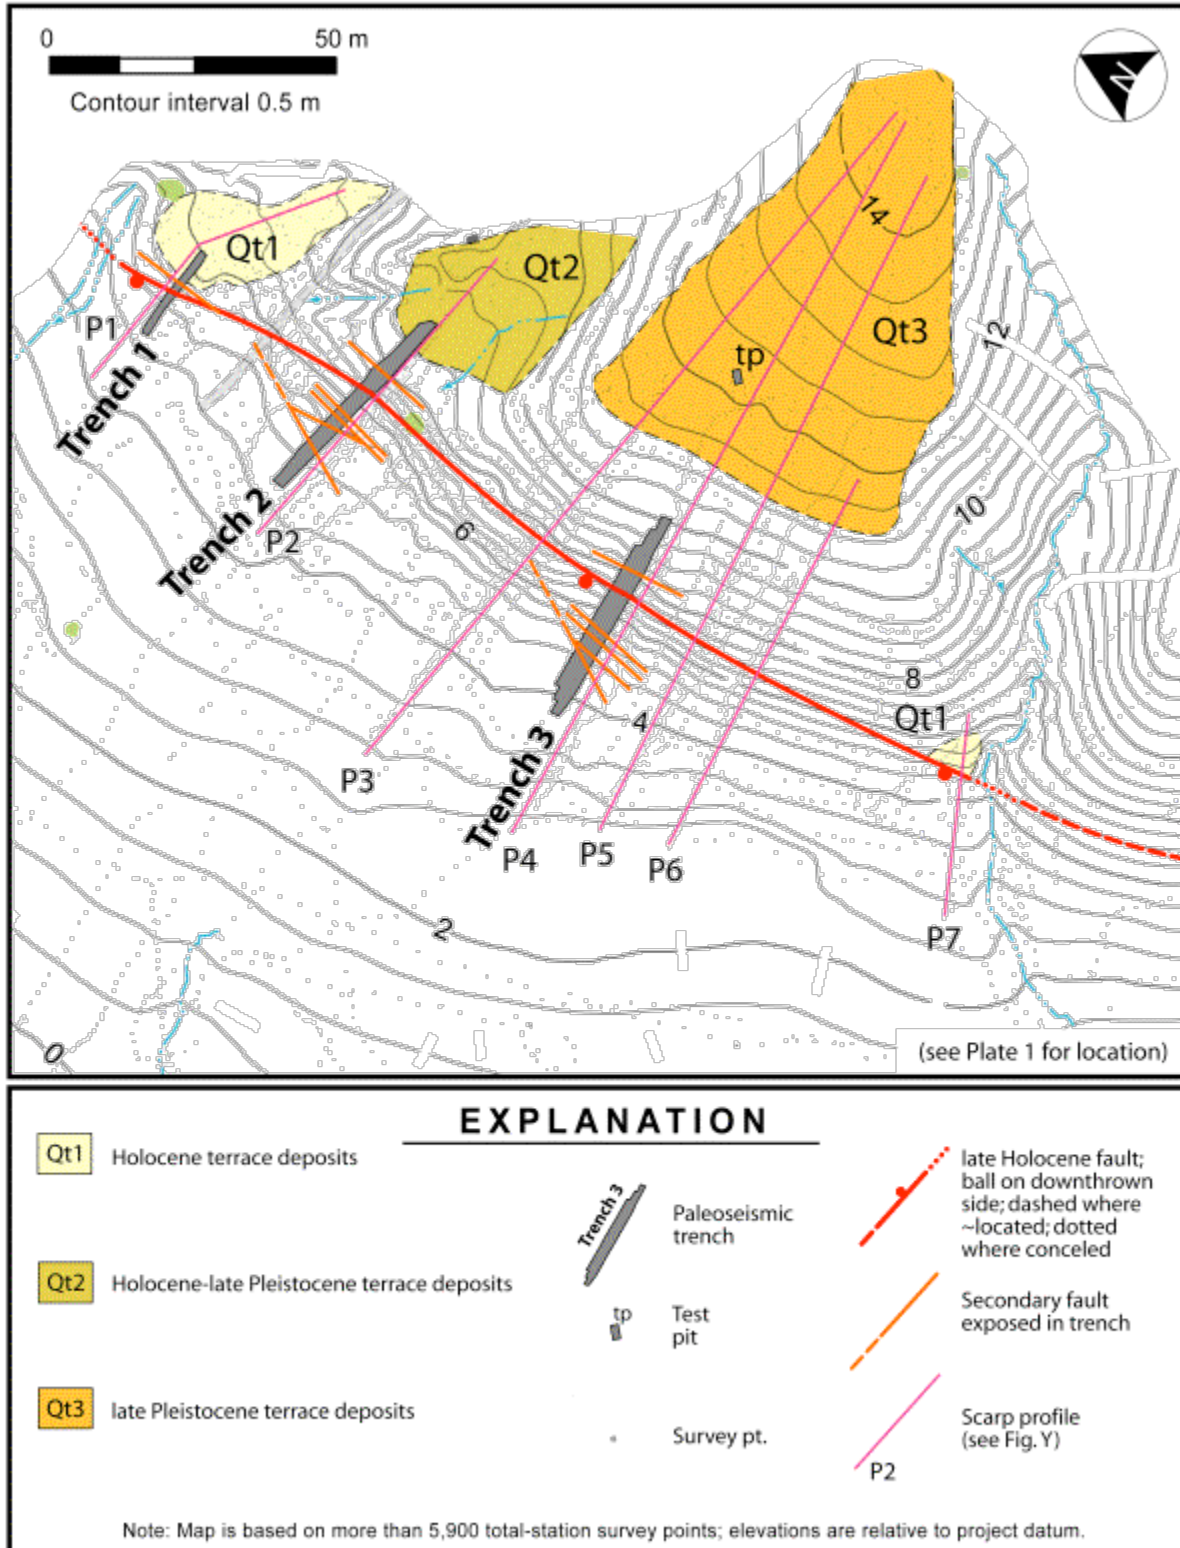 0 50 m
Contour interval 0.5 m
N
Qt1
Qt2
14
Qt3
12
tp
P1
Trench 1
6
10
P2
Trench 2
8
Qt1
4
P3
Trench 3
P4
P5
P6
P7
2
0
(see Plate 1 for location)
EXPLANATION
Qt1 Holocene terrace deposits
Qt2 Holocene-late Pleistocene terrace deposits
Qt3 late Pleistocene terrace deposits
Trench 3
Paleoseismic
trench
tp
Test
pit
Survey pt.
late Holocene fault;
ball on downthrown
side; dashed where
~located; dotted
where conceled
Secondary fault
exposed in trench
Scarp profile
(see Fig. Y)
P2
Note: Map is based on more than 5,900 total-station survey points; elevations are relative to project datum.